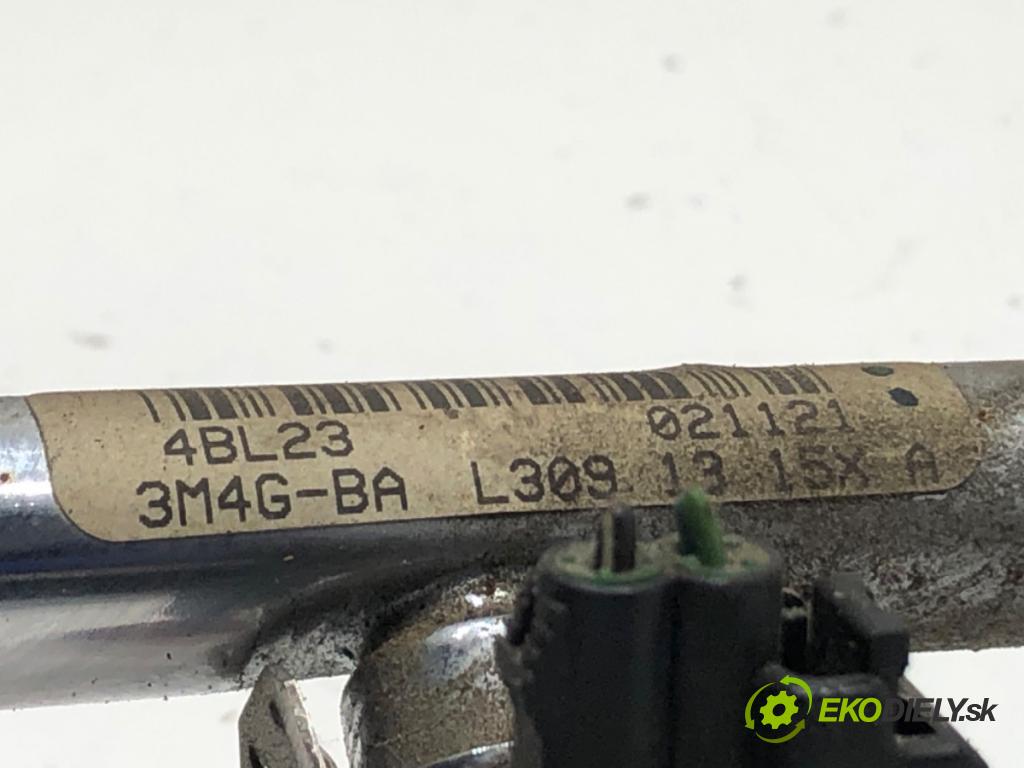 4BL23 021121
3M4G-BA L309 13 15X A
EKODIELY.sk